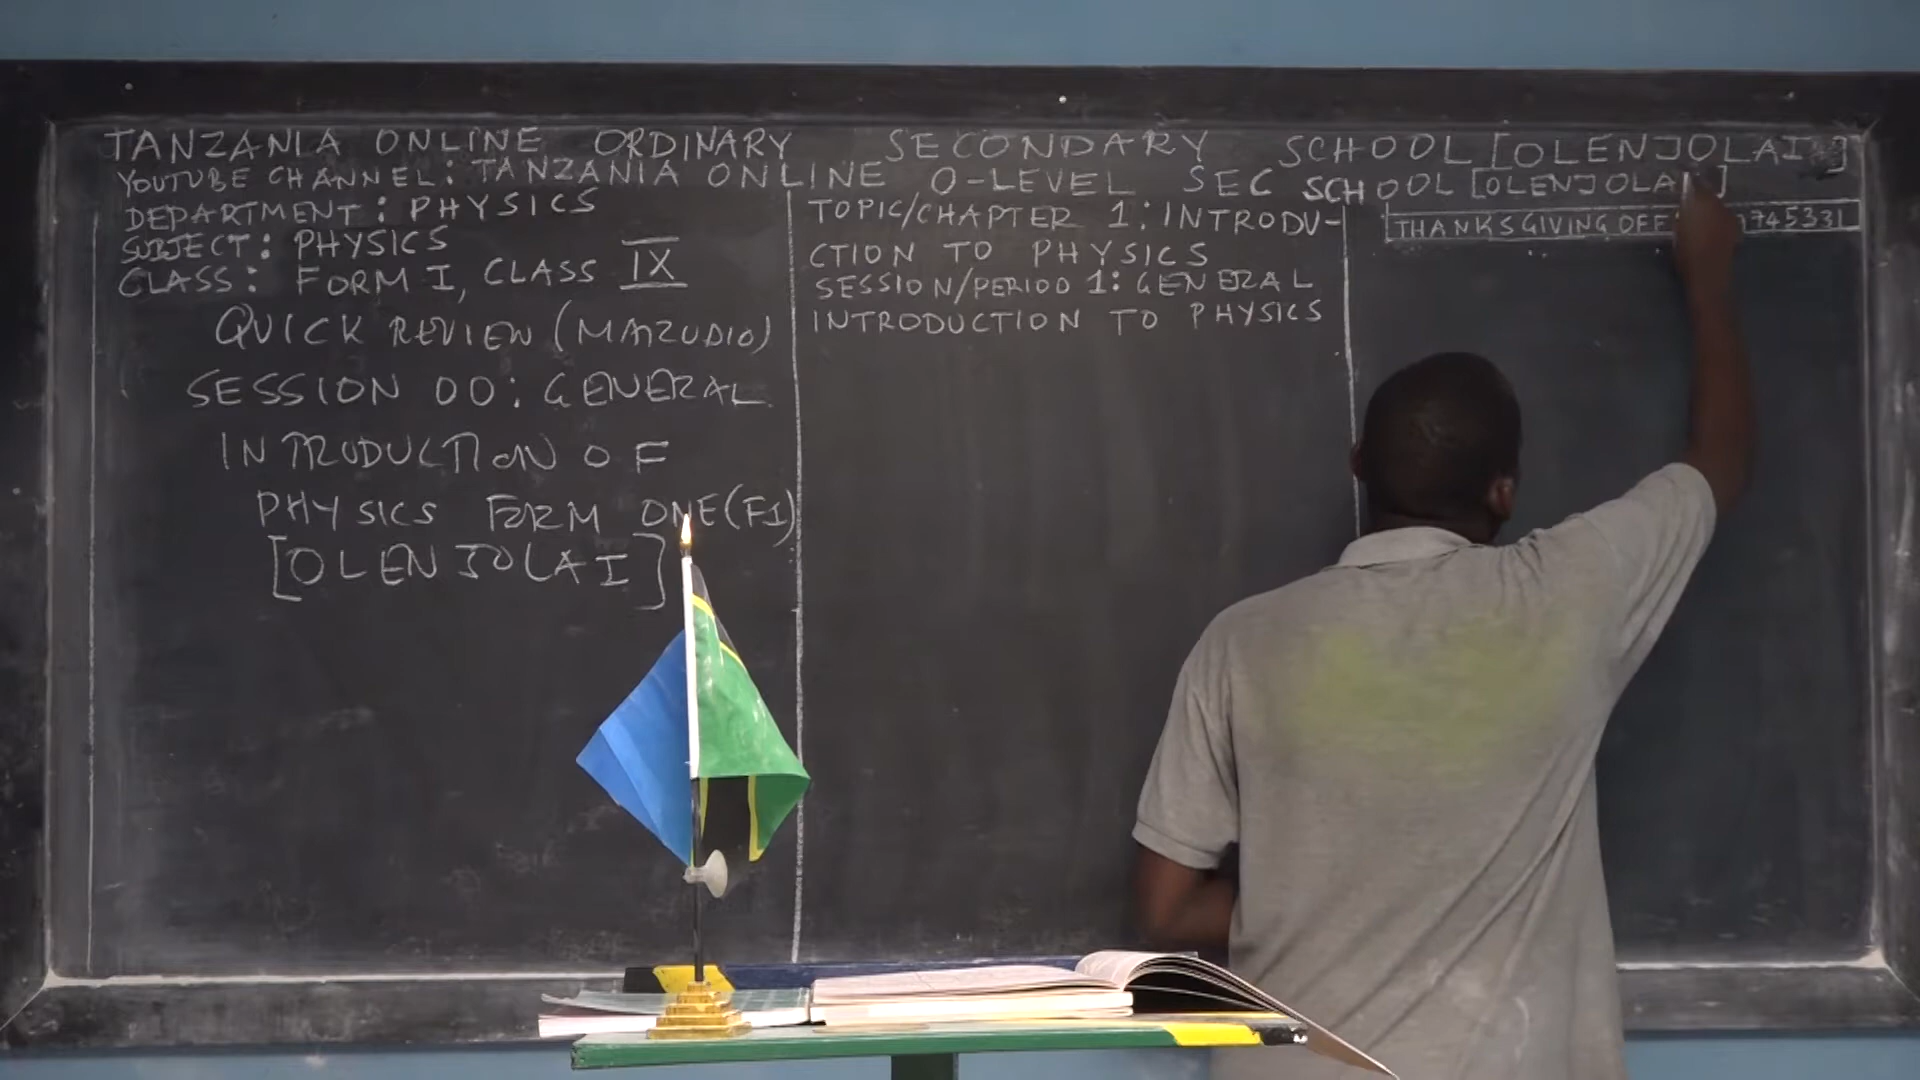 TANZANIA ONLINE ORDINARY SECONDARY SCHOOL [OLENJOLAI]
YOUTUBE CHANNEL: TANZANIA ONLINE O-LEVEL SEC SCHOOL [OLENJOLAI]
DEPARTMENT: PHYSICS
SUBJECT: PHYSICS
CLASS: FORM I, CLASS IX
QUICK REVIEW (MAZUDIO)
SESSION 00: GENERAL
INTRODUCTION OF
PHYSICS FORM ONE (F1)
[OLENJOLAI]
TOPIC/CHAPTER 1: INTRODU-
CTION TO PHYSICS
SESSION/PERIOD 1: GENERAL
INTRODUCTION TO PHYSICS
THANKSGIVING OFF 745331